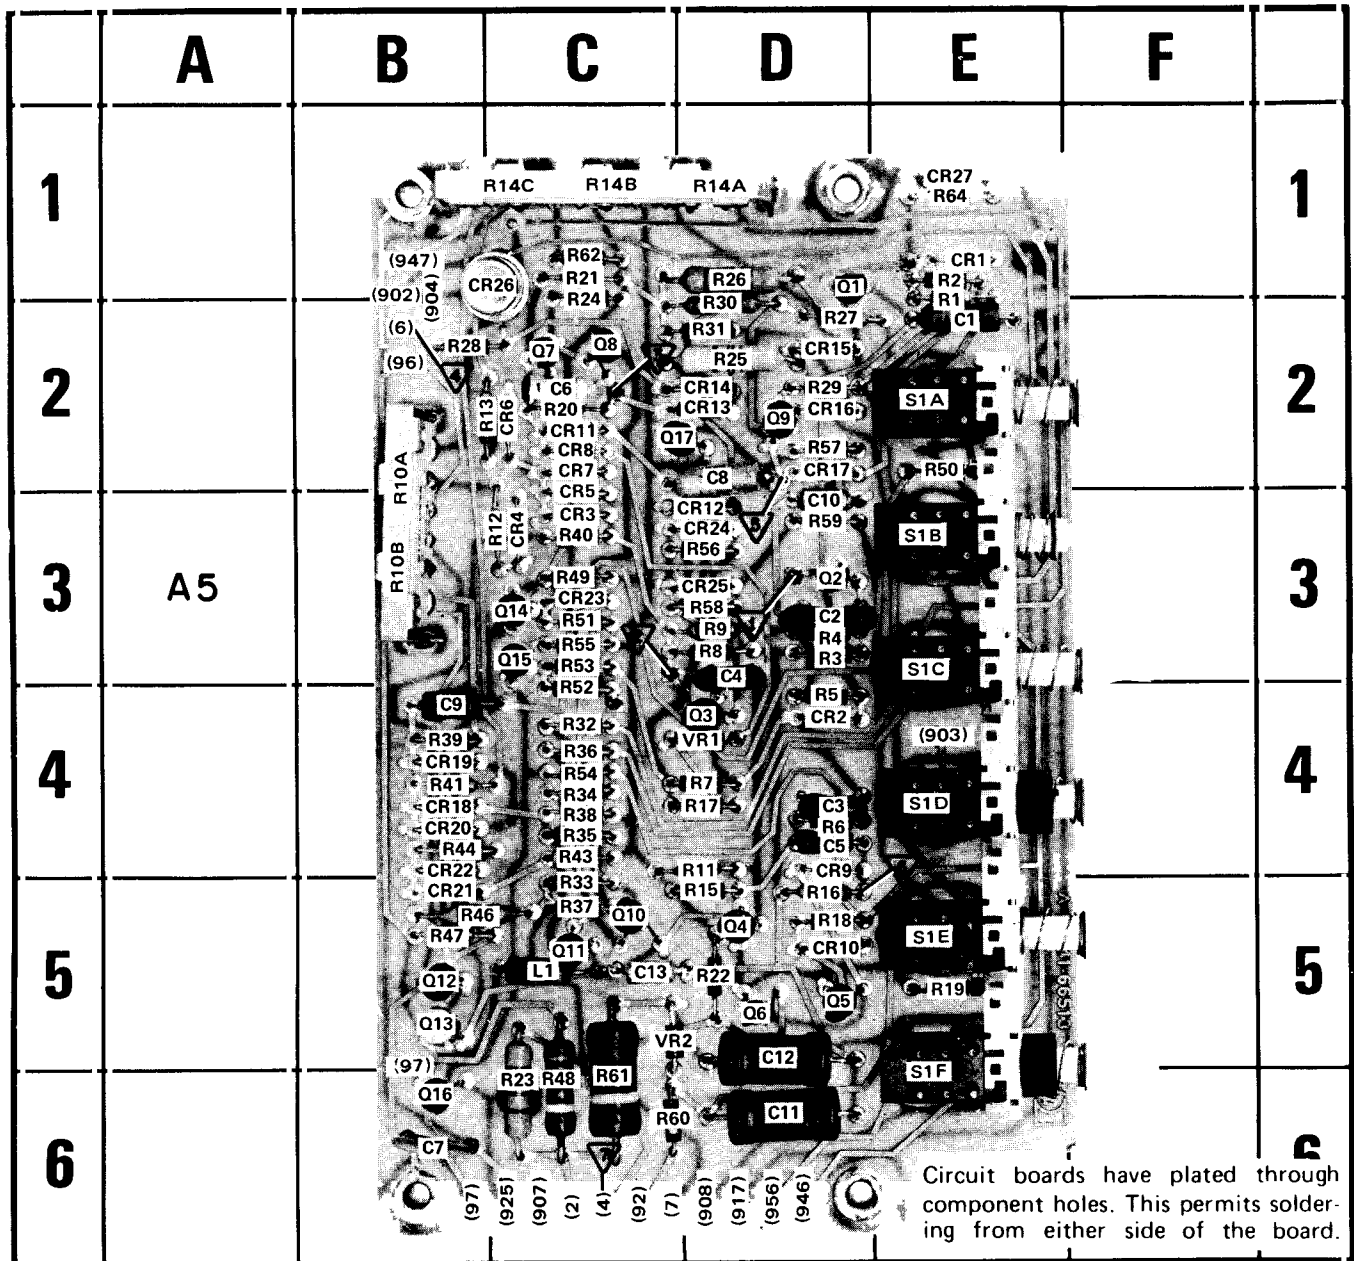 A B C D E F
1 1
R14C R14B R14A
CR27
R64
(947) R62 CR1
CR26 R21 R26 Q1 R2
(902) (904) R24 R30 R1
R27 C1
(6) R31
R28 Q7 Q8 R25 CR15
(96) 4
2 C6 CR14 R29 S1A 2
R13 CR6 R20 CR13 CR16
Q9
CR11 Q17
CR8 R57
R10A CR7 C8 CR17 R50
CR5 C10
R12 CR4 CR3 CR12 R59
R40 CR24 S1B
R56
R10B R49 CR25 Q2
3 A5 CR23 3
Q14 R51 R58 C2
R9 R4
R55 R8 R3
Q15 R53 S1C
R52 C4 R5
C9 Q3 CR2
R32
R39 R36 VR1 (903)
4 CR19 R54 4
R41 R34 R7
CR18 R38 R17 C3 S1D
CR20 R35 R6
R44 R43 C5
CR22 R11 CR9
CR21 R33 R15 R16
R46 R37 Q10 Q4 R18
R47 Q11 CR10 S1E
5 L1 C13 R22 5
Q12 Q6 Q5 R19
Q13 VR2
(97) C12
R23 R48 R61 S1F
Q16 R60 C11
C7
6 6
(97) (925) (907) (2) (4) (92) (7) (908) (917) (956) (946)
Circuit boards have plated through
component holes. This permits solder-
ing from either side of the board.